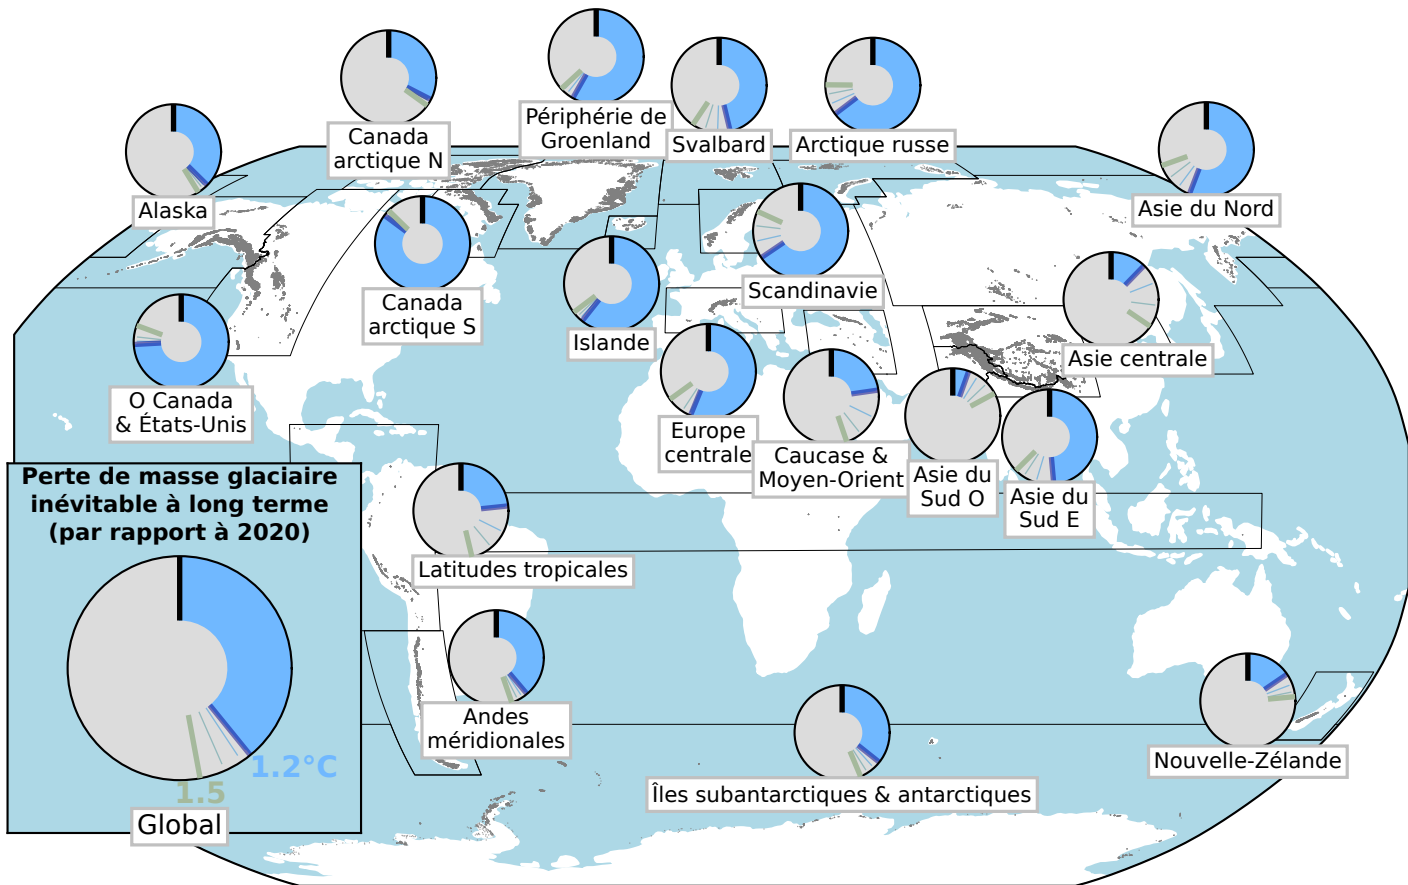 Canada
arctique N
Périphérie de
Groenland
Svalbard
Arctique russe
Alaska
Asie du Nord
Canada
arctique S
Scandinavie
Islande
Asie centrale
O Canada
& États-Unis
Europe
centrale
Caucase &
Moyen-Orient
Asie du
Sud O
Asie du
Sud E
Perte de masse glaciaire
inévitable à long terme
(par rapport à 2020)
1.2°C
1.5
Global
Latitudes tropicales
Andes
méridionales
Îles subantarctiques & antarctiques
Nouvelle-Zélande